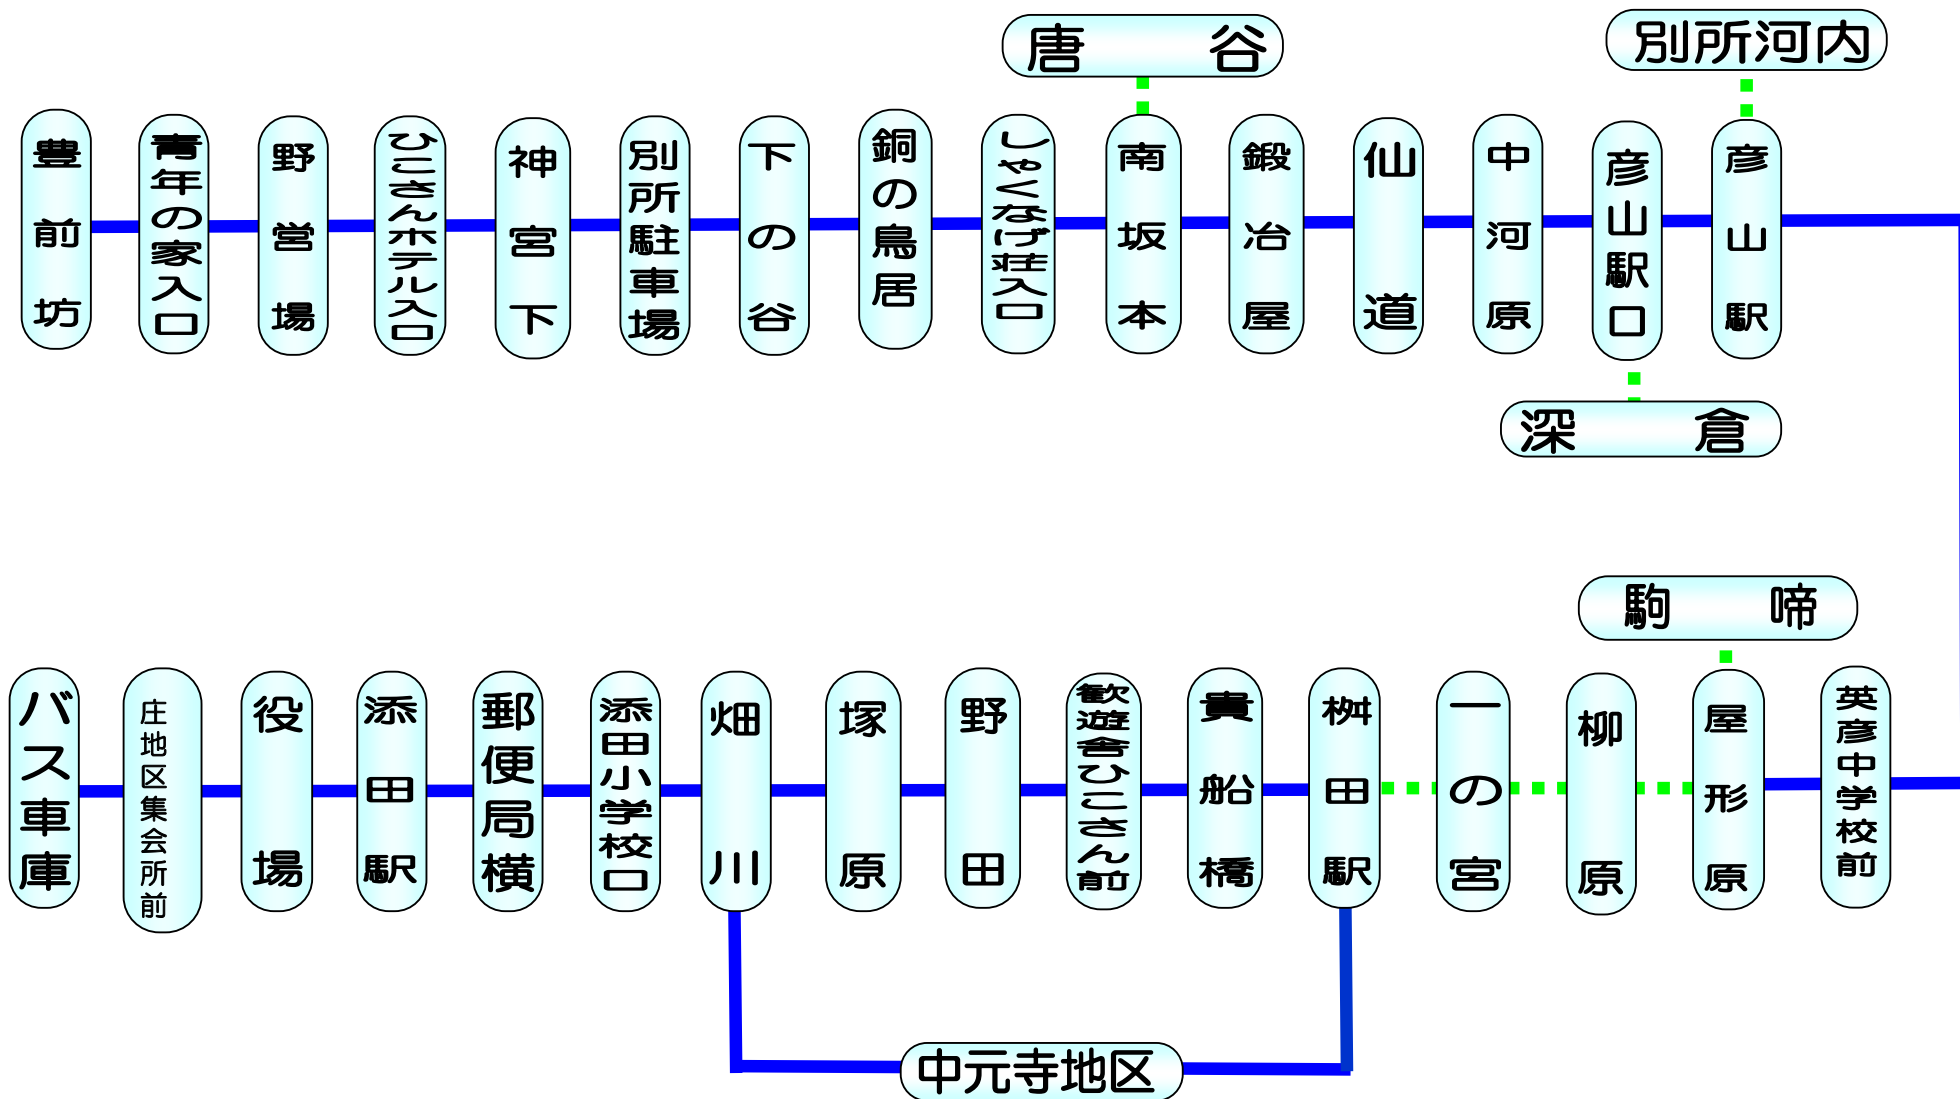 唐谷
別所河内
豊前坊
青年の家入口
野営場
ひこさんホテル入口
神宮下
別所駐車場
下の谷
銅の鳥居
しゃくなげ荘入口
南坂本
鍛冶屋
仙道
中河原
彦山駅口
彦山駅
深倉
駒啼
バス車庫
庄地区集会所前
役場
添田駅
郵便局横
添田小学校口
畑川
塚原
野田
歓遊舎ひこさん前
貴船橋
桝田駅
一の宮
柳原
屋形原
英彦中学校前
中元寺地区